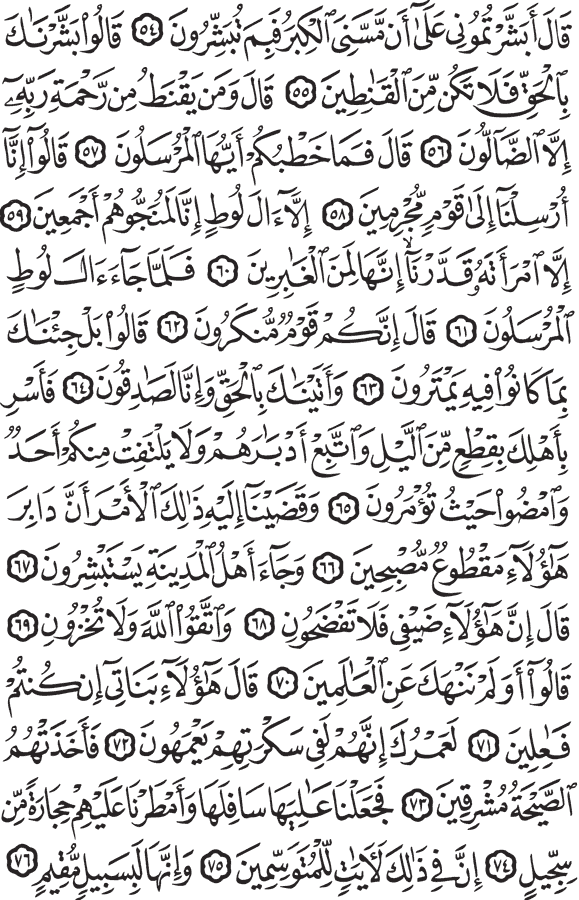 قَالَ أَبَشَّرْتُمُونِى عَلَىٰٓ أَن مَّسَّنِىَ ٱلْكِبَرُ فَبِمَ تُبَشِّرُونَ ٥٤ قَالُوا۟ بَشَّرْنَـٰكَ
بِٱلْحَقِّ فَلَا تَكُن مِّنَ ٱلْقَـٰنِطِينَ ٥٥ قَالَ وَمَن يَقْنَطُ مِن رَّحْمَةِ رَبِّهِۦٓ
إِلَّا ٱلضَّآلُّونَ ٥٦ قَالَ فَمَا خَطْبُكُمْ أَيُّهَا ٱلْمُرْسَلُونَ ٥٧ قَالُوٓا۟ إِنَّآ
أُرْسِلْنَآ إِلَىٰ قَوْمٍ مُّجْرِمِينَ ٥٨ إِلَّآ ءَالَ لُوطٍ إِنَّا لَمُنَجُّوهُمْ أَجْمَعِينَ ٥٩
إِلَّا ٱمْرَأَتَهُۥ قَدَّرْنَآ ۙ إِنَّهَا لَمِنَ ٱلْغَـٰبِرِينَ ٦٠ فَلَمَّا جَآءَ ءَالَ لُوطٍ
ٱلْمُرْسَلُونَ ٦١ قَالَ إِنَّكُمْ قَوْمٌ مُّنكَرُونَ ٦٢ قَالُوا۟ بَلْ جِئْنَـٰكَ
بِمَا كَانُوا۟ فِيهِ يَمْتَرُونَ ٦٣ وَأَتَيْنَـٰكَ بِٱلْحَقِّ وَإِنَّا لَصَـٰدِقُونَ ٦٤ فَأَسْرِ
بِأَهْلِكَ بِقِطْعٍ مِّنَ ٱلَّيْلِ وَٱتَّبِعْ أَدْبَـٰرَهُمْ وَلَا يَلْتَفِتْ مِنكُمْ أَحَدٌ
وَٱمْضُوا۟ حَيْثُ تُؤْمَرُونَ ٦٥ وَقَضَيْنَآ إِلَيْهِ ذَٰلِكَ ٱلْأَمْرَ أَنَّ دَابِرَ
هَـٰٓؤُلَآءِ مَقْطُوعٌ مُّصْبِحِينَ ٦٦ وَجَآءَ أَهْلُ ٱلْمَدِينَةِ يَسْتَبْشِرُونَ ٦٧
قَالَ إِنَّ هَـٰٓؤُلَآءِ ضَيْفِى فَلَا تَفْضَحُونِ ٦٨ وَٱتَّقُوا۟ ٱللَّهَ وَلَا تُخْزُونِ ٦٩
قَالُوٓا۟ أَوَلَمْ نَنْهَكَ عَنِ ٱلْعَـٰلَمِينَ ٧٠ قَالَ هَـٰٓؤُلَآءِ بَنَاتِىٓ إِن كُنتُمْ
فَـٰعِلِينَ ٧١ لَعَمْرُكَ إِنَّهُمْ لَفِى سَكْرَتِهِمْ يَعْمَهُونَ ٧٢ فَأَخَذَتْهُمُ
ٱلصَّيْحَةُ مُشْرِقِينَ ٧٣ فَجَعَلْنَا عَـٰلِيَهَا سَافِلَهَا وَأَمْطَرْنَا عَلَيْهِمْ حِجَارَةً مِّن
سِجِّيلٍ ٧٤ إِنَّ فِى ذَٰلِكَ لَـَٔايَـٰتٍ لِّلْمُتَوَسِّمِينَ ٧٥ وَإِنَّهَا لَبِسَبِيلٍ مُّقِيمٍ ٧٦